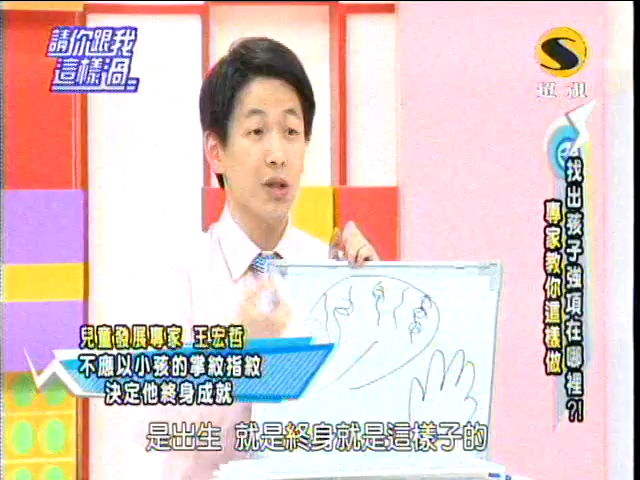 請你跟我
這樣過
還視
找出孩子強項在哪裡?!
專家教你這樣做
兒童發展專家 王宏哲
不應以小孩的掌紋指紋
決定他終身成就
是出生 就是終身就是這樣子的